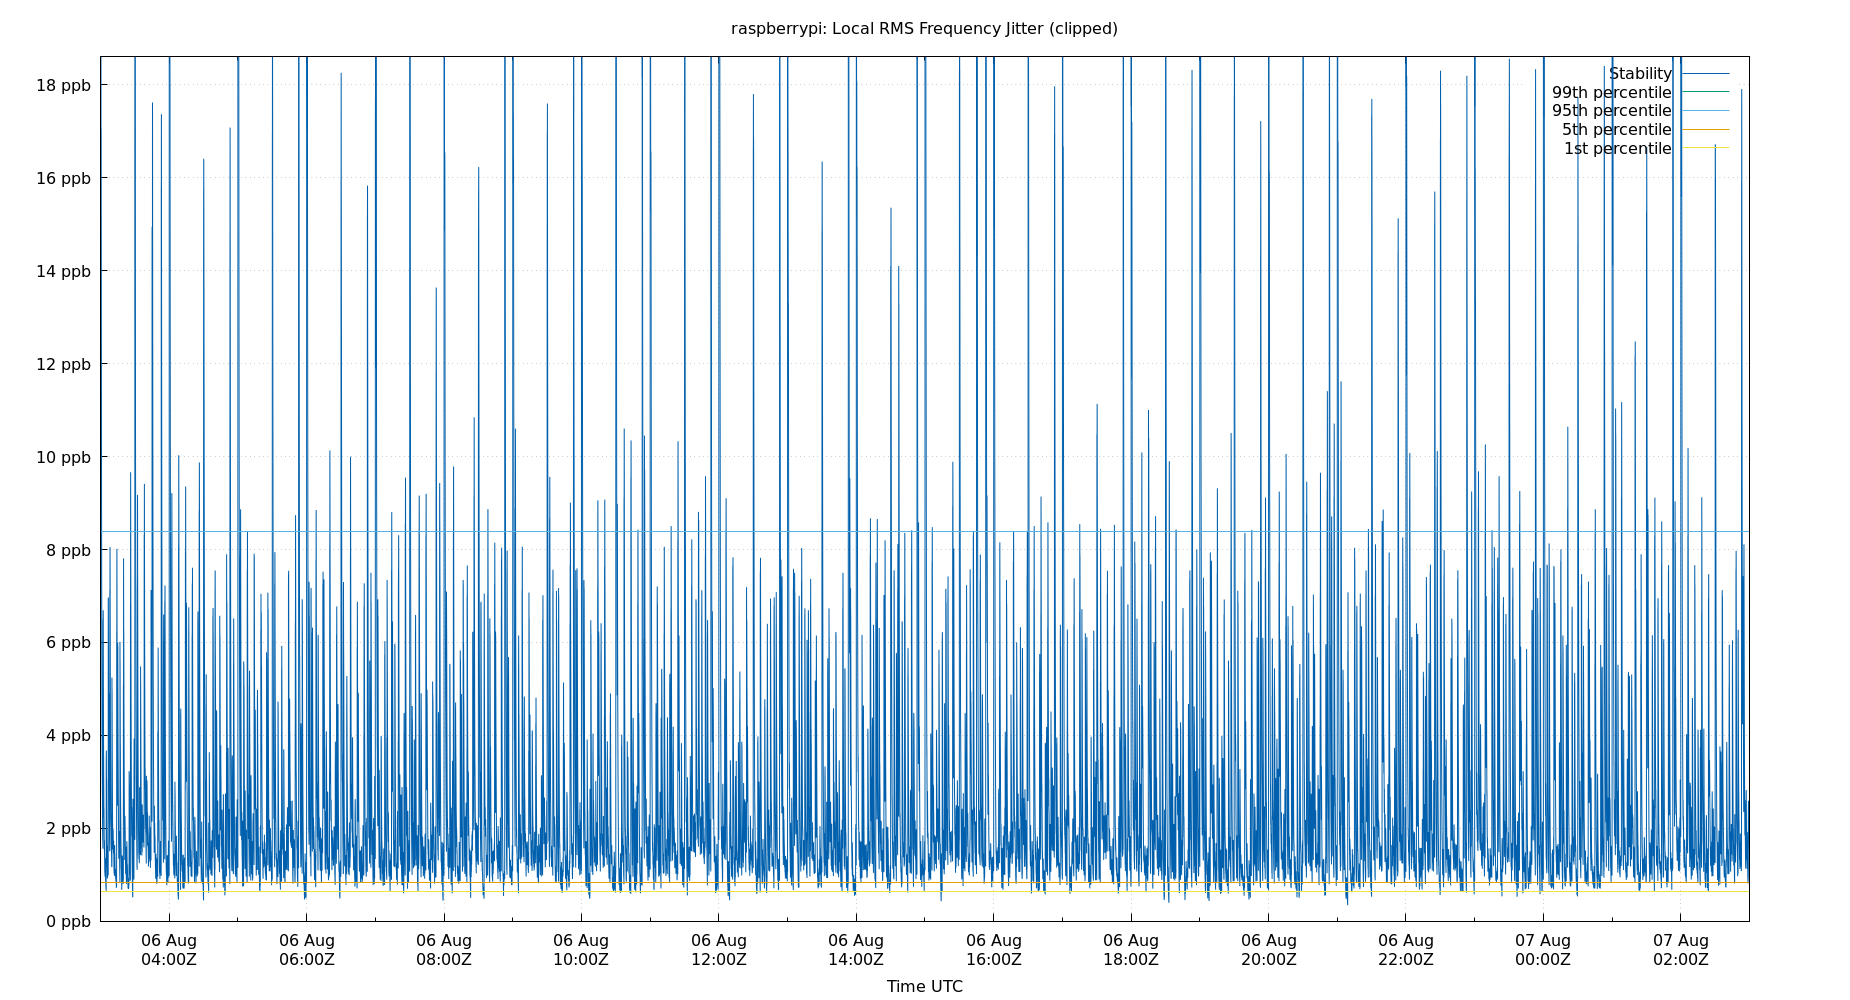 raspberrypi: Local RMS Frequency Jitter (clipped)
18 ppb
16 ppb
14 ppb
12 ppb
10 ppb
8 ppb
6 ppb
4 ppb
2 ppb
0 ppb
Stability
99th percentile
95th percentile
5th percentile
1st percentile
06 Aug 06 Aug 06 Aug 06 Aug 06 Aug 06 Aug 06 Aug 06 Aug 06 Aug 06 Aug 07 Aug 07 Aug
04:00Z 06:00Z 08:00Z 10:00Z 12:00Z 14:00Z 16:00Z 18:00Z 20:00Z 22:00Z 00:00Z 02:00Z
Time UTC